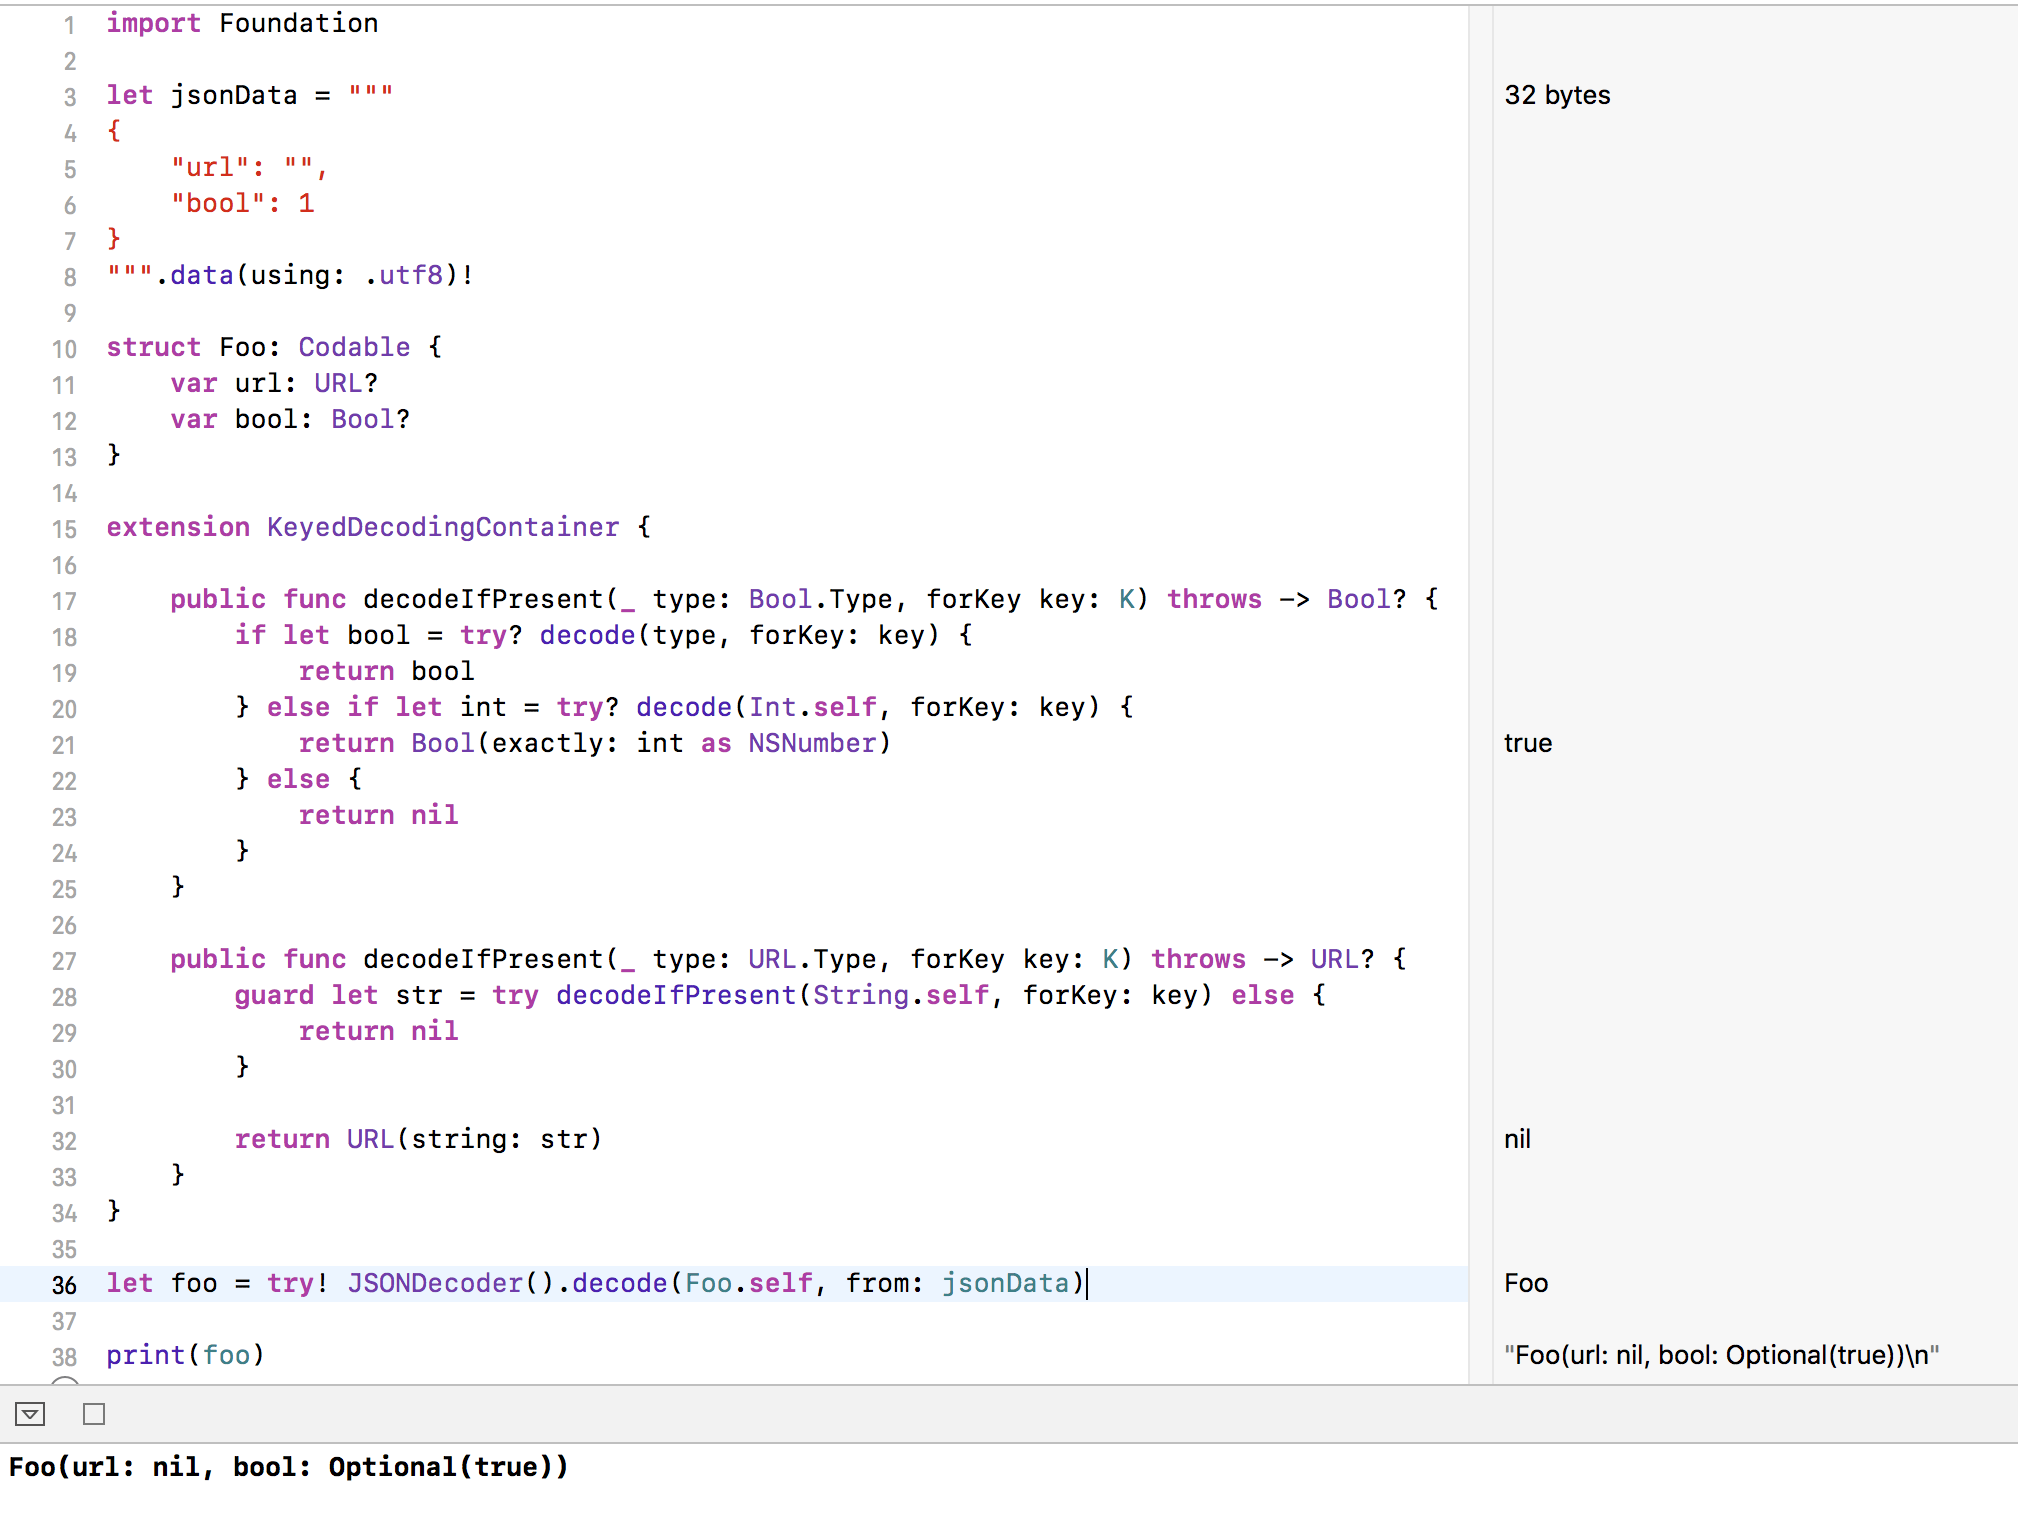 1 import Foundation
2
3 let jsonData = """ 32 bytes
4 {
5     "url": "",
6     "bool": 1
7 }
8 """.data(using: .utf8)!
9
10 struct Foo: Codable {
11     var url: URL?
12     var bool: Bool?
13 }
14
15 extension KeyedDecodingContainer {
16
17     public func decodeIfPresent(_ type: Bool.Type, forKey key: K) throws -> Bool? {
18         if let bool = try? decode(type, forKey: key) {
19             return bool
20         } else if let int = try? decode(Int.self, forKey: key) {
21             return Bool(exactly: int as NSNumber) true
22         } else {
23             return nil
24         }
25     }
26
27     public func decodeIfPresent(_ type: URL.Type, forKey key: K) throws -> URL? {
28         guard let str = try decodeIfPresent(String.self, forKey: key) else {
29             return nil
30         }
31
32         return URL(string: str) nil
33     }
34 }
35
36 let foo = try! JSONDecoder().decode(Foo.self, from: jsonData) Foo
37
38 print(foo) "Foo(url: nil, bool: Optional(true))\n"
Foo(url: nil, bool: Optional(true))